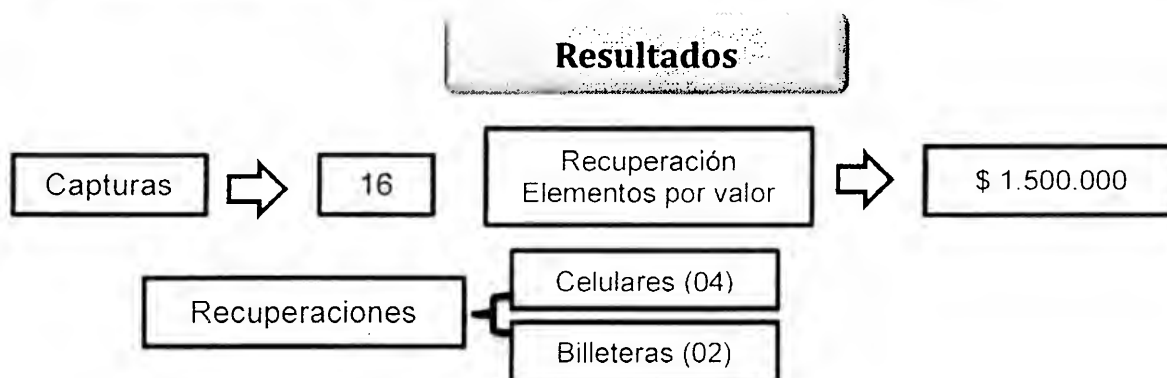 Resultados
Capturas
16
Recuperación
Elementos por valor
$ 1.500.000
Recuperaciones
Celulares (04)
Billeteras (02)